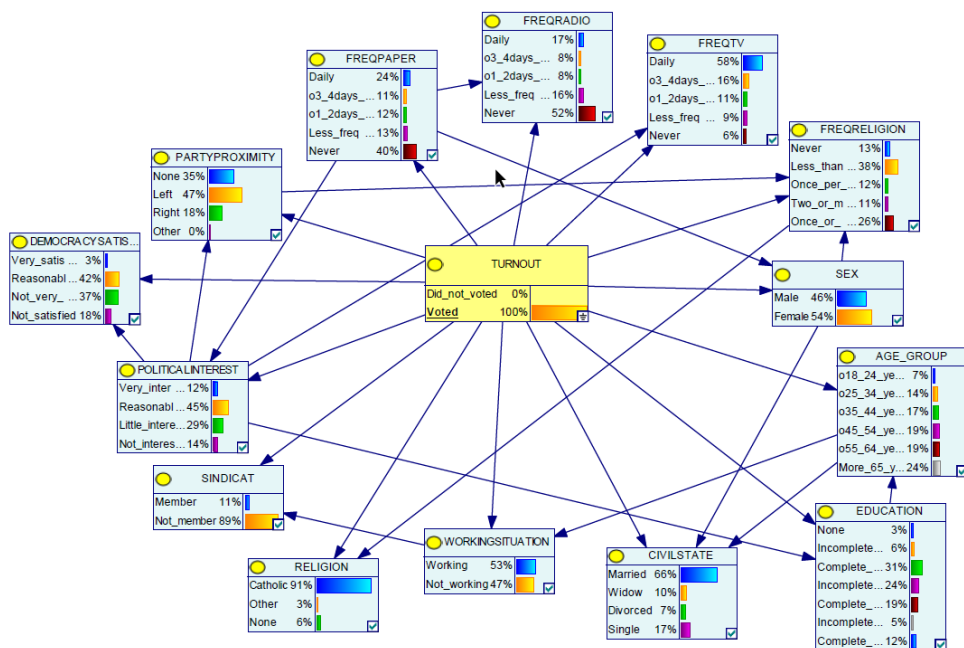 FREQRADIO
Daily 17%
o3_4days_... 8%
o1_2days_... 8%
Less_freq 16%
Never 52%
FREQTV
Daily 58%
o3_4days_... 16%
o1_2days_... 11%
Less_freq ... 9%
Never 6%
FREQPAPER
Daily 24%
o3_4days_... 11%
o1_2days_... 12%
Less_freq ... 13%
Never 40%
FREQRELIGION
Never 13%
Less_than ... 38%
Once_per_... 12%
Two_or_m ... 11%
Once_or_ ... 26%
PARTYPROXIMITY
None 35%
Left 47%
Right 18%
Other 0%
DEMOCRACYSATIS...
Very_satis ... 3%
Reasonabl ... 42%
Not_very_ ... 37%
Not_satisfied 18%
TURNOUT
Did_not_voted 0%
Voted 100%
SEX
Male 46%
Female 54%
AGE_GROUP
o18_24_ye... 7%
o25_34_ye... 14%
o35_44_ye... 17%
o45_54_ye... 19%
o55_64_ye... 19%
More_65_y... 24%
POLITICALINTEREST
Very_inter ... 12%
Reasonabl... 45%
Little_intere... 29%
Not_interes... 14%
SINDICAT
Member 11%
Not_member 89%
EDUCATION
None 3%
Incomplete... 6%
Complete_... 31%
Incomplete... 24%
Complete_... 19%
Incomplete... 5%
Complete_... 12%
WORKINGSITUATION
Working 53%
Not_working 47%
CIVILSTATE
Married 66%
Widow 10%
Divorced 7%
Single 17%
RELIGION
Catholic 91%
Other 3%
None 6%